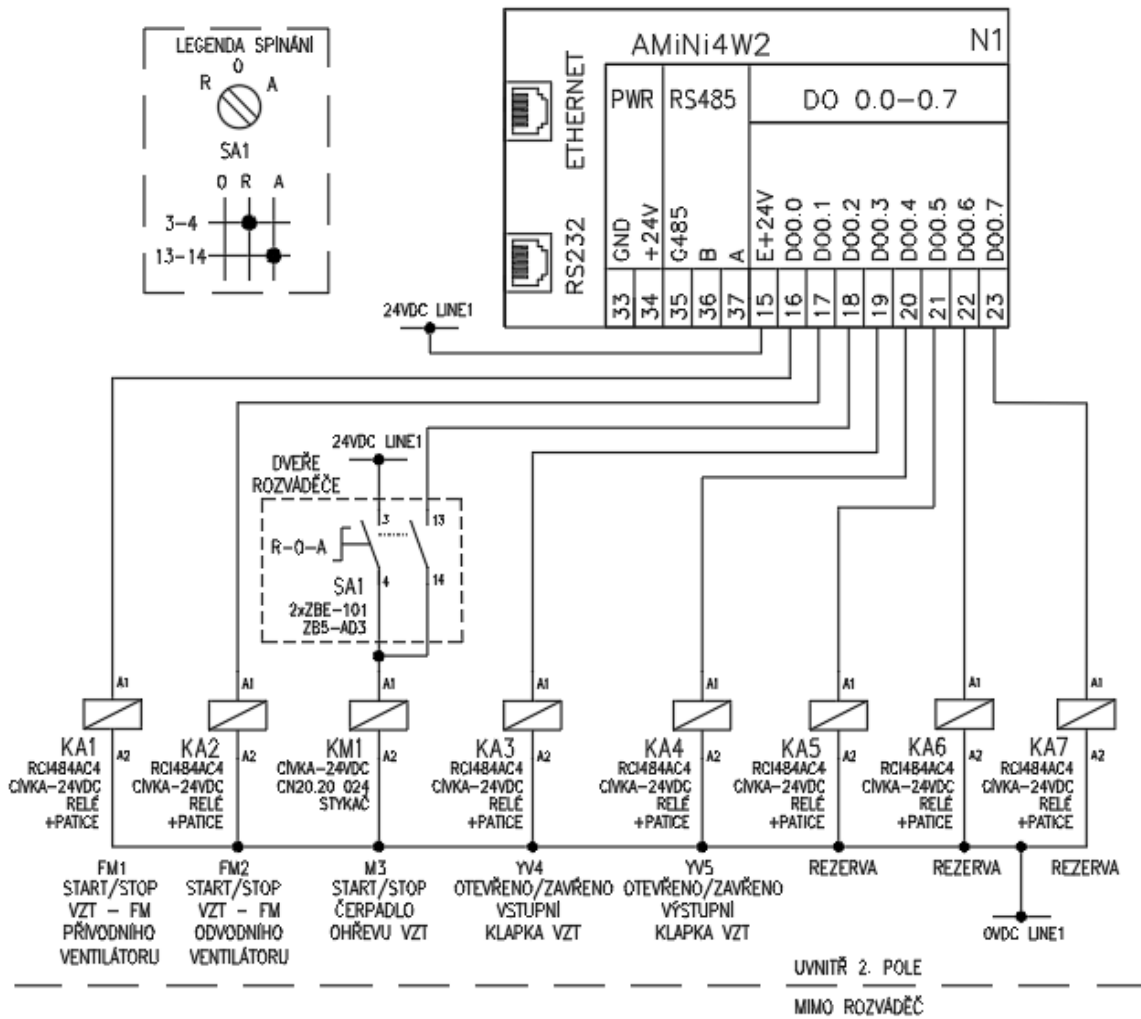 LEGENDA SPÍNÁNÍ
0
R
A
SA1
0 R A
3-4
13-14
AMiNi4W2
N1
ETHERNET
RS232
PWR
RS485
DO 0.0-0.7
GND
+24V
G485
B
A
E+24V
DO0.0
DO0.1
DO0.2
DO0.3
DO0.4
DO0.5
DO0.6
DO0.7
33 34 35 36 37 15 16 17 18 19 20 21 22 23
24VDC LINE1
24VDC LINE1
DVEŘE
ROZVÁDĚČE
R-0-A
3
13
4
14
SA1
2xZBE-101
ZB5-AD3
A1
A1
A1
A1
A1
A1
A1
A1
KA1
A2
RCI484AC4
CÍVKA-24VDC
RELÉ
+PATICE
KA2
A2
RCI484AC4
CÍVKA-24VDC
RELÉ
+PATICE
KM1
A2
CÍVKA-24VDC
CN20.20 024
STYKAČ
KA3
A2
RCI484AC4
CÍVKA-24VDC
RELÉ
+PATICE
KA4
A2
RCI484AC4
CÍVKA-24VDC
RELÉ
+PATICE
KA5
A2
RCI484AC4
CÍVKA-24VDC
RELÉ
+PATICE
KA6
A2
RCI484AC4
CÍVKA-24VDC
RELÉ
+PATICE
KA7
A2
RCI484AC4
CÍVKA-24VDC
RELÉ
+PATICE
FM1
START/STOP
VZT - FM
PŘÍVODNÍHO
VENTILÁTORU
FM2
START/STOP
VZT - FM
ODVODNÍHO
VENTILÁTORU
M3
START/STOP
ČERPADLO
OHŘEVU VZT
YV4
OTEVŘENO/ZAVŘENO
VSTUPNÍ
KLAPKA VZT
YV5
OTEVŘENO/ZAVŘENO
VÝSTUPNÍ
KLAPKA VZT
REZERVA
REZERVA
REZERVA
0VDC LINE1
UVNITŘ 2. POLE
MIMO ROZVÁDĚČ